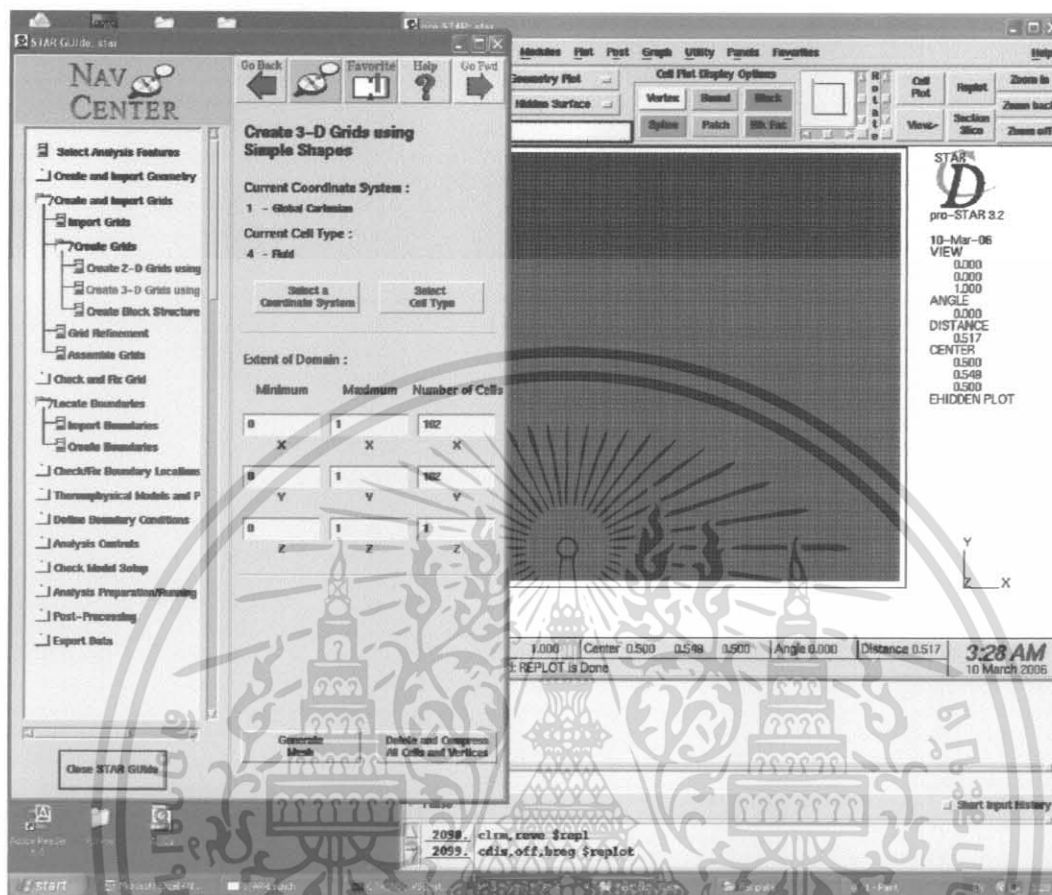 STAR GUIde: star
NAV CENTER
Select Analysis Features
Create and Import Geometry
Create and Import Grids
Import Grids
Create Grids
Create 2-D Grids using
Create 3-D Grids using
Create Block Structure
Grid Refinement
Assemble Grids
Check and Fix Grid
Locate Boundaries
Import Boundaries
Create Boundaries
Check/Fix Boundary Locations
Thermophysical Models and P
Define Boundary Conditions
Analysis Controls
Check Model Setup
Analysis Preparation/Running
Post-Processing
Export Data
Close STAR GUIde
Go Back
Favorite
Help
Go Fwd
Create 3-D Grids using
Simple Shapes
Current Coordinate System :
1 - Global Cartesian
Current Cell Type :
4 - Fluid
Select a
Coordinate System
Select
Cell Type
Extent of Domain :
Minimum Maximum Number of Cells
0 1 102
X X X
0 1 102
Y Y Y
0 1 1
Z Z Z
Generate
Mesh
Delete and Compress
All Cells and Vertices
pro-STAR: star
Modules Plot Post Graph Utility Panels Favorites Help
Geometry Plot
Hidden Surface
Cell Plot Display Options
Vertex Bound Block
Spline Patch
Rotate
Cell
Plot
Replot
Zoom in
View>
Section
Slice
Zoom back
Zoom off
STAR
CD
pro-STAR 3.2
10-Mar-06
VIEW
0.000
0.000
1.000
ANGLE
0.000
DISTANCE
0.517
CENTER
0.500
0.548
0.500
EHIDDEN PLOT
Y
Z X
1.000 Center 0.500 0.548 0.500 Angle 0.000 Distance 0.517
REPLOT is Done
3:28 AM
10 March 2006
Short Input History
2098. clrm,reve $repl
2099. cdis,off,breg $replot
start